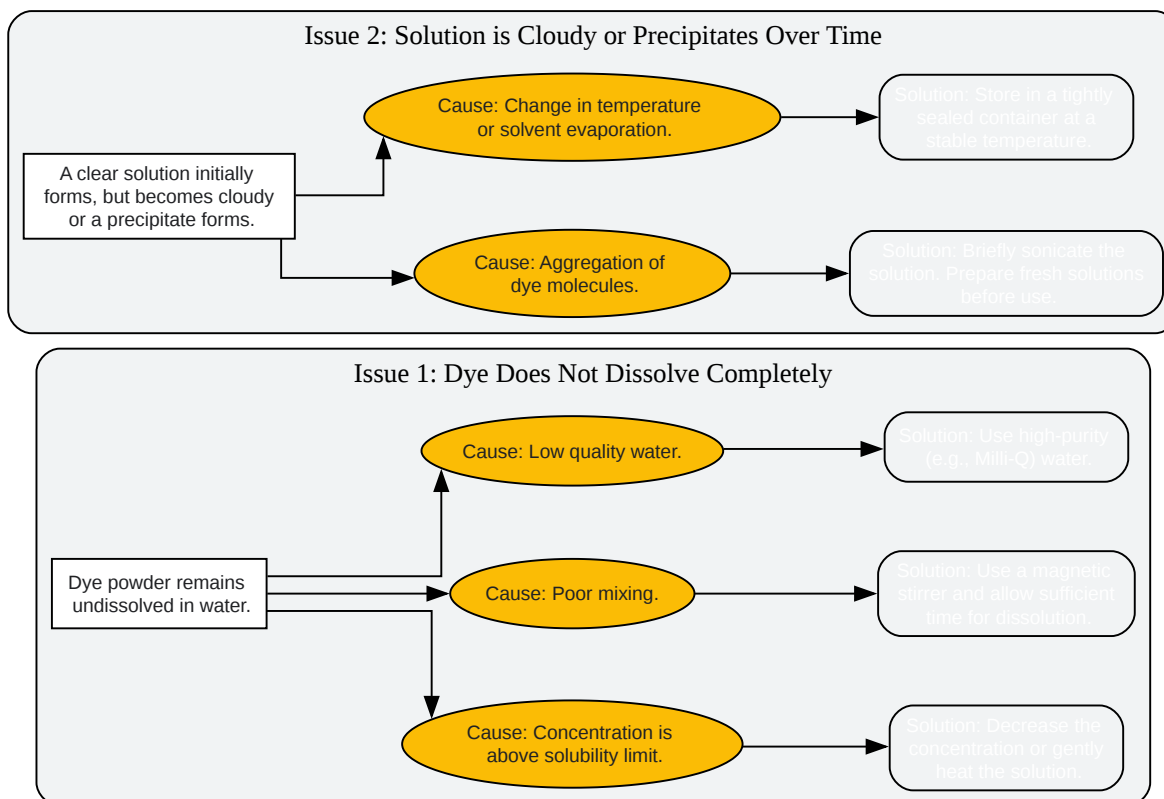 Issue 2: Solution is Cloudy or Precipitates Over Time
Cause: Change in temperature
or solvent evaporation.
Solution: Store in a tightly
sealed container at a
stable temperature.
A clear solution initially
forms, but becomes cloudy
or a precipitate forms.
Cause: Aggregation of
dye molecules.
Solution: Briefly sonicate the
solution. Prepare fresh solutions
before use.
Issue 1: Dye Does Not Dissolve Completely
Cause: Low quality water.
Solution: Use high-purity
(e.g., Milli-Q) water.
Dye powder remains
undissolved in water.
Cause: Poor mixing.
Solution: Use a magnetic
stirrer and allow sufficient
time for dissolution.
Cause: Concentration is
above solubility limit.
Solution: Decrease the
concentration or gently
heat the solution.